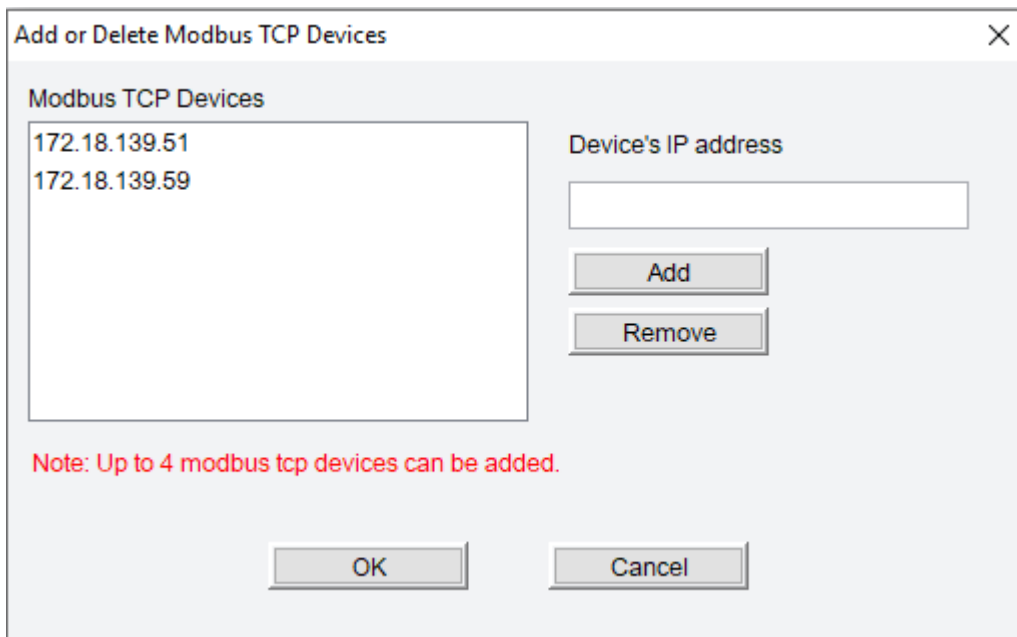 Add or Delete Modbus TCP Devices
Modbus TCP Devices
172.18.139.51
172.18.139.59
Device's IP address
Add
Remove
Note: Up to 4 modbus tcp devices can be added.
OK
Cancel